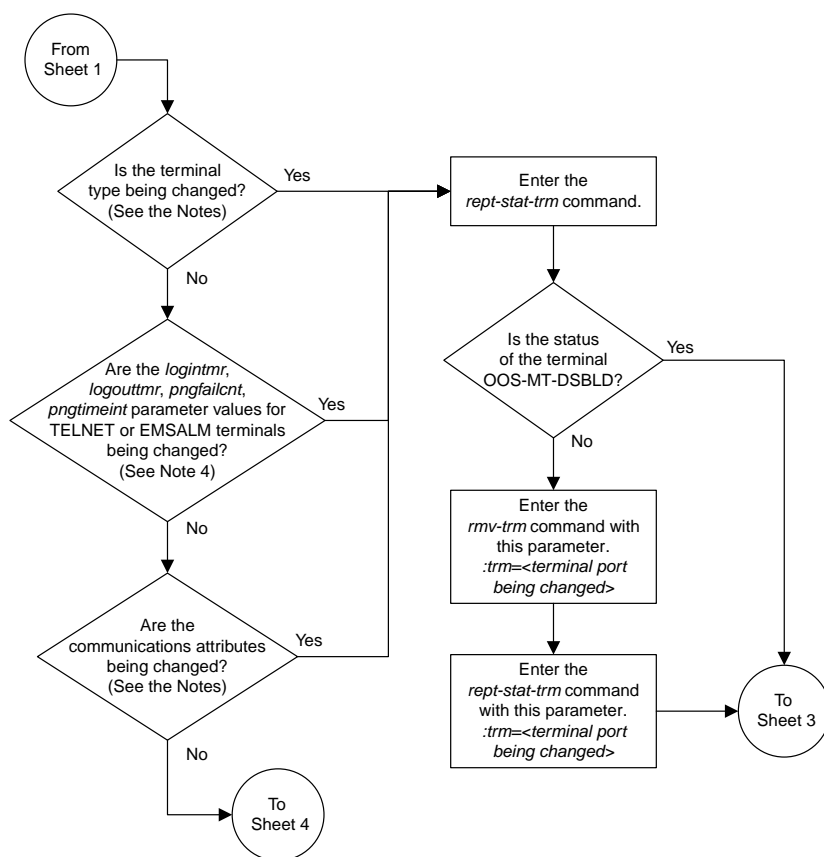 From
Sheet 1
Is the terminal
type being changed?
(See the Notes)
Yes
No
Are the logintmr,
logouttmr, pngfailcnt,
pngtimeint parameter values for
TELNET or EMSALM terminals
being changed?
(See Note 4)
Yes
No
Are the
communications attributes
being changed?
(See the Notes)
Yes
No
To
Sheet 4
Enter the
rept-stat-trm command.
Is the status
of the terminal
OOS-MT-DSBLD?
Yes
No
Enter the
rmv-trm command with
this parameter.
:trm=<terminal port
being changed>
Enter the
rept-stat-trm command
with this parameter.
:trm=<terminal port
being changed>
To
Sheet 3